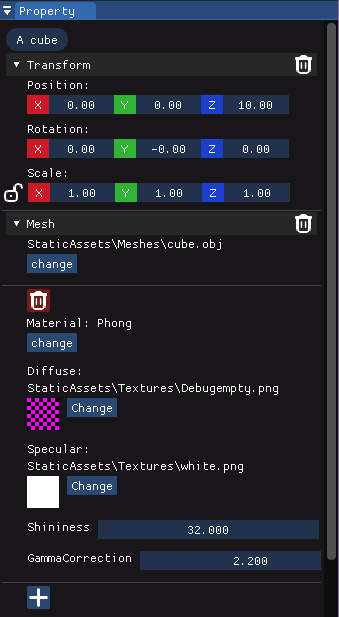 Property
A cube
Transform
Position:
X 0.00 Y 0.00 Z 10.00
Rotation:
X 0.00 Y -0.00 Z 0.00
Scale:
X 1.00 Y 1.00 Z 1.00
Mesh
StaticAssets\Meshes\cube.obj
change
Material: Phong
change
Diffuse:
StaticAssets\Textures\Debugempty.png
Change
Specular:
StaticAssets\Textures\white.png
Change
Shininess 32.000
GammaCorrection 2.200